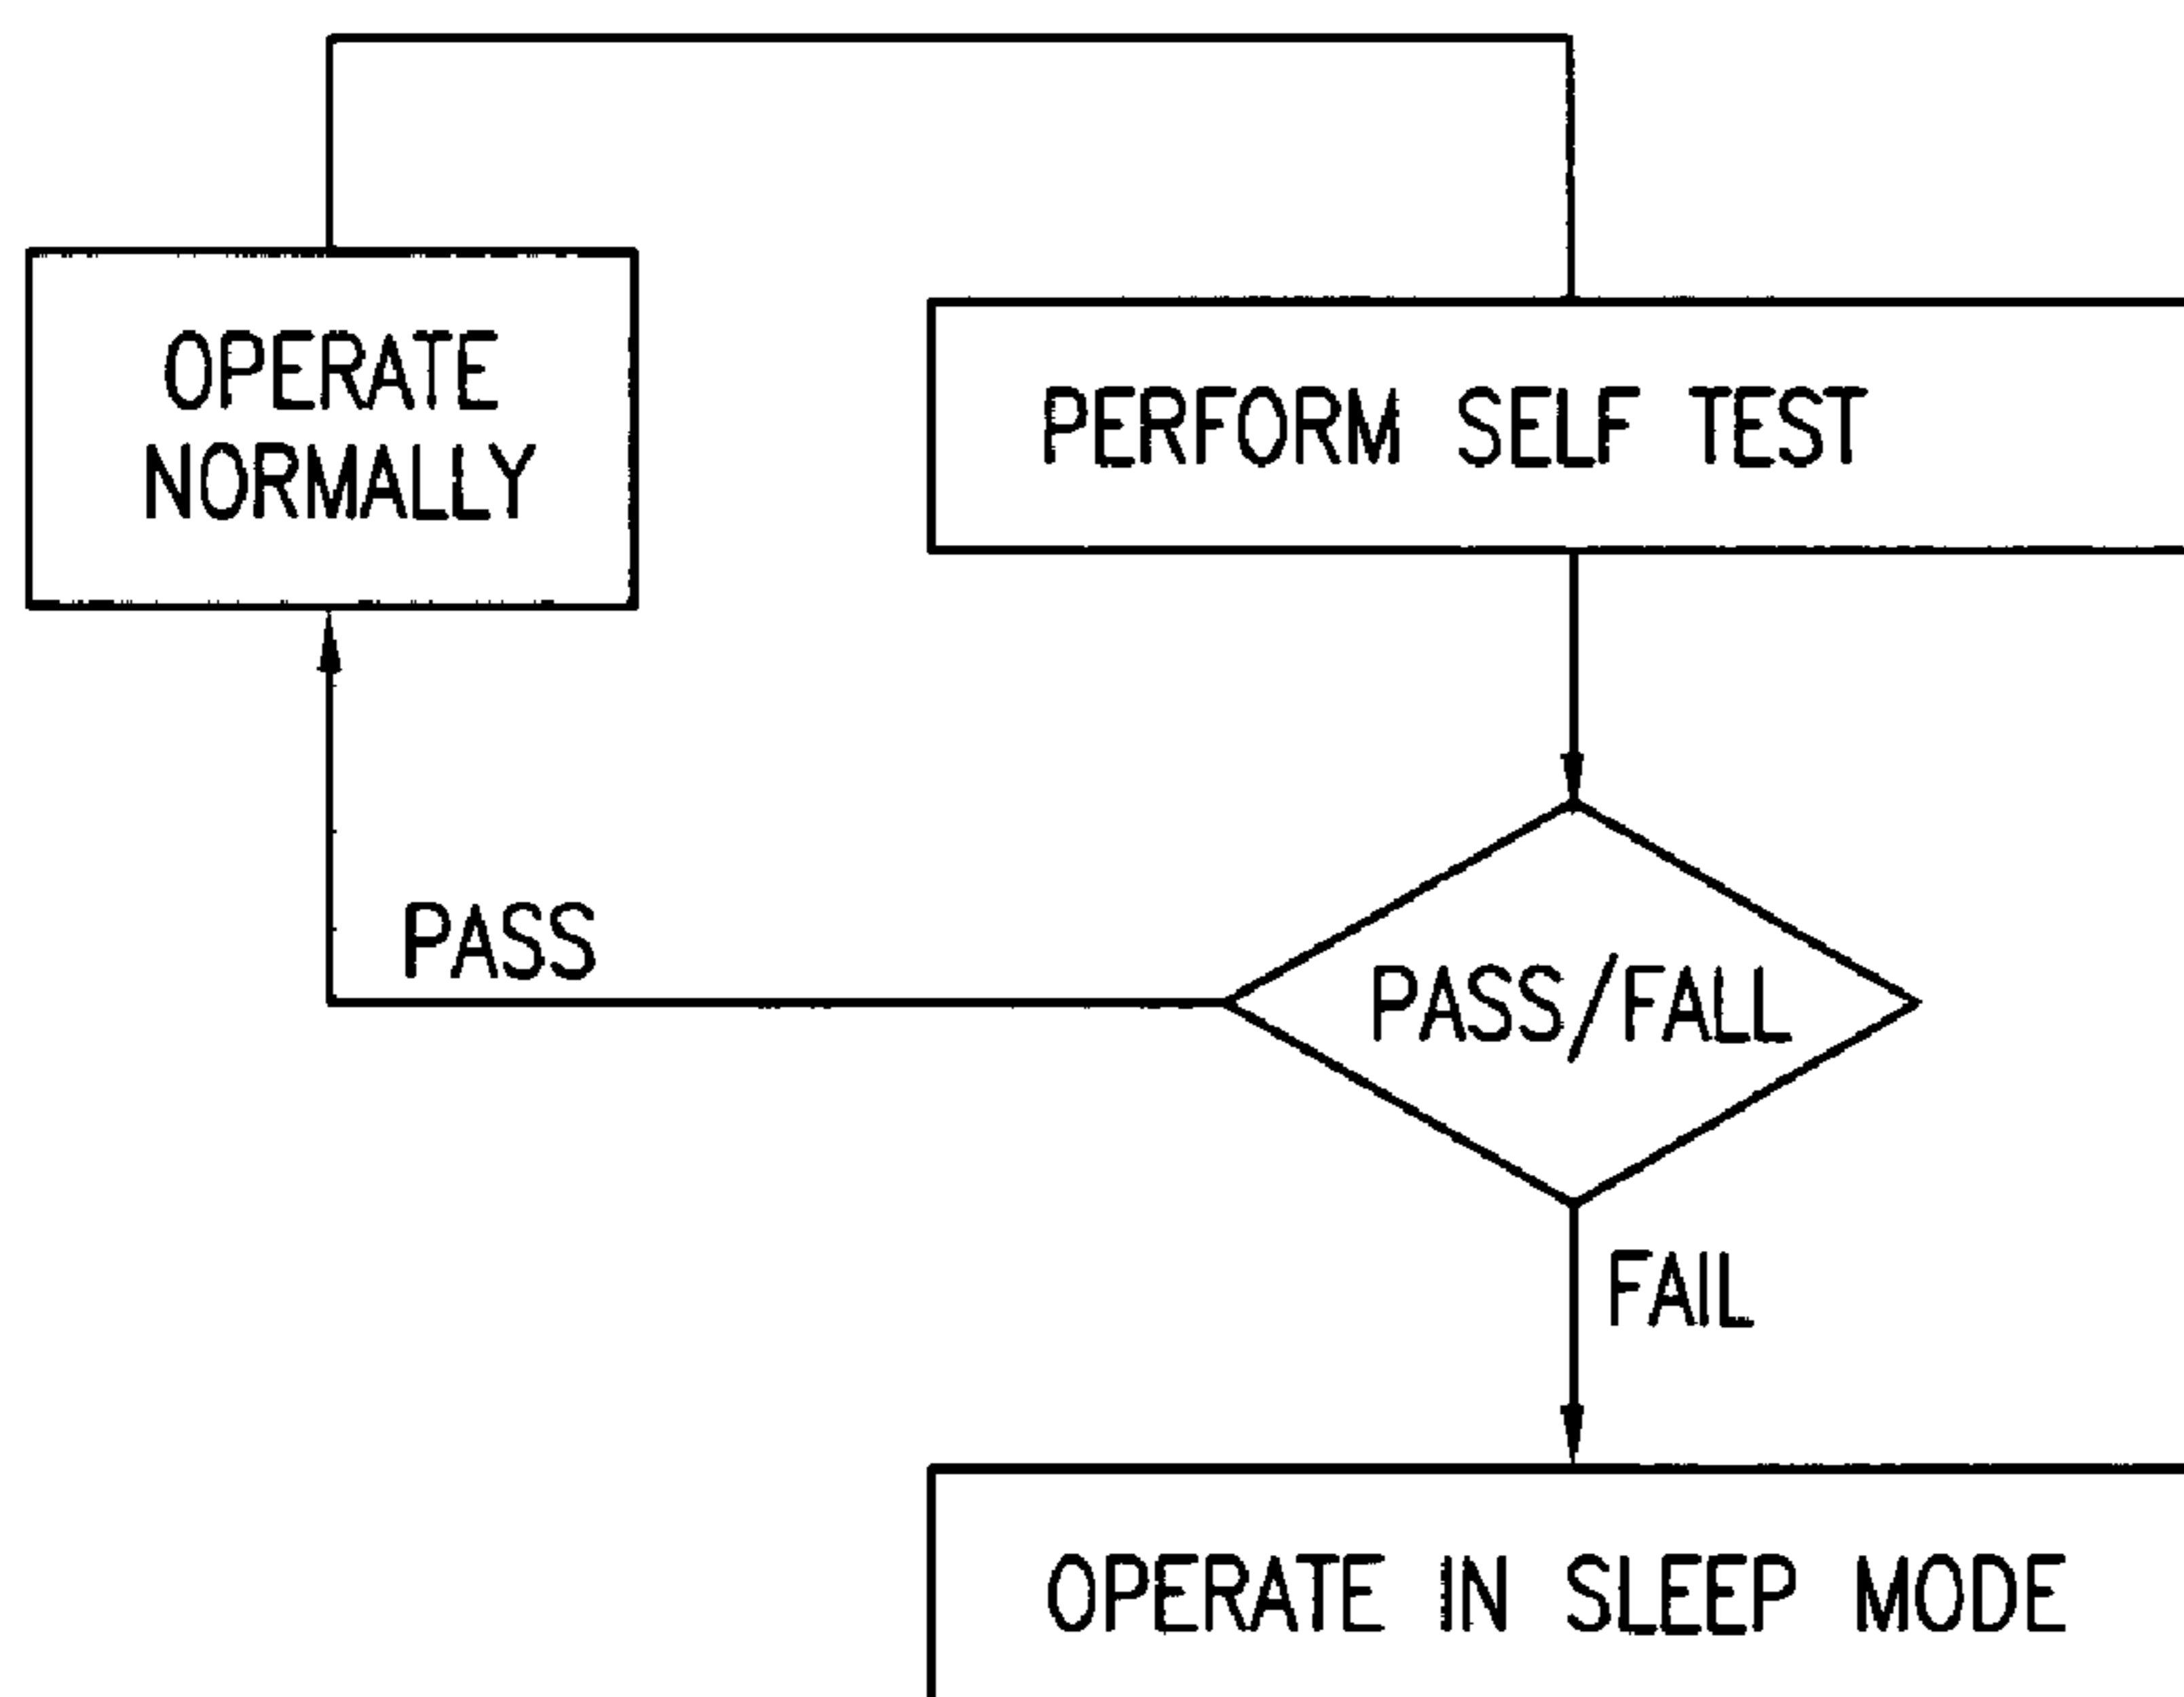 OPERATE
NORMALLY
PERFORM SELF TEST
PASS
PASS/FALL
FAIL
OPERATE IN SLEEP MODE